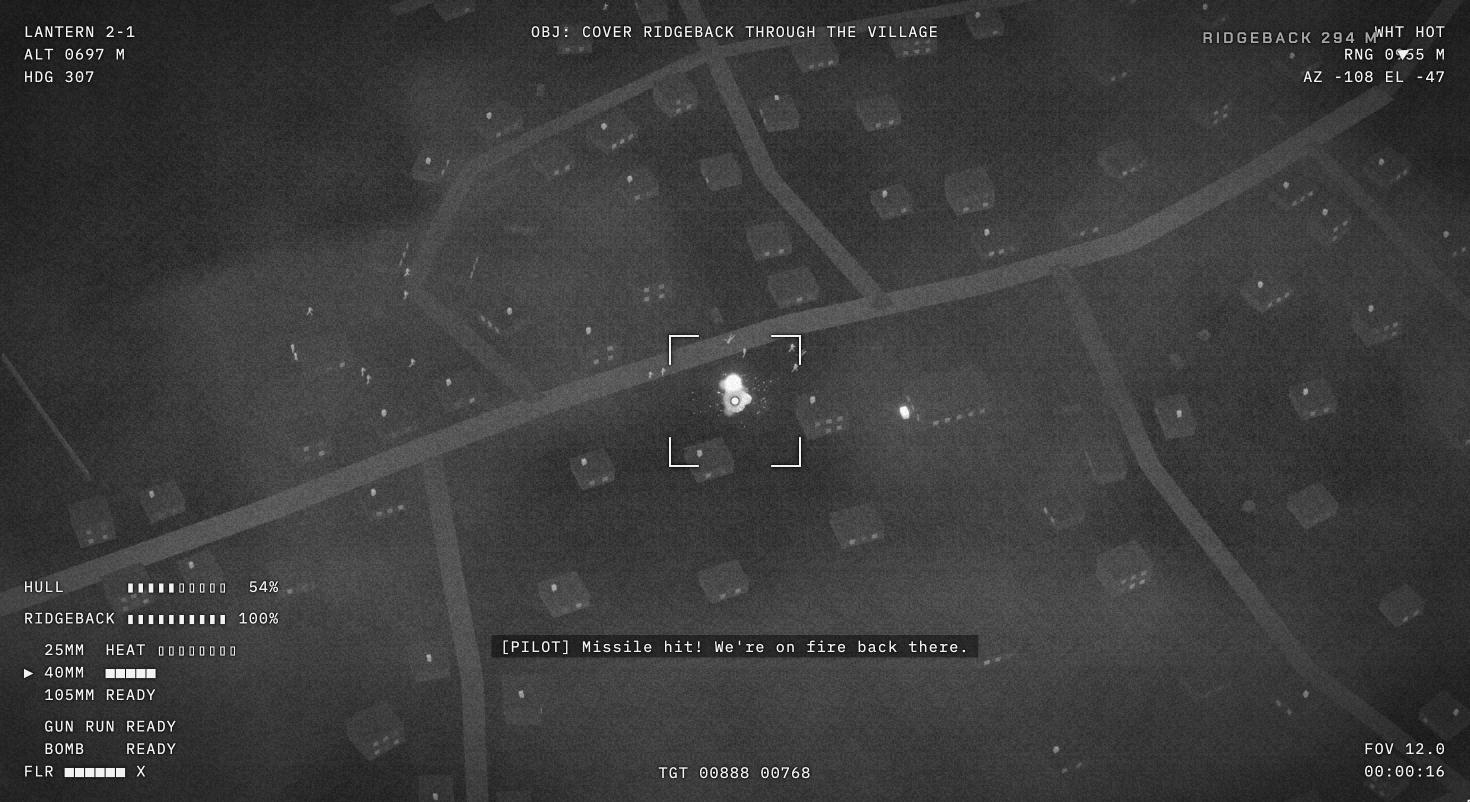 LANTERN 2-1
ALT 0697 M
HDG 307
OBJ: COVER RIDGEBACK THROUGH THE VILLAGE
RIDGEBACK 294 M
WHT HOT
RNG 0955 M
AZ -108 EL -47
HULL 54%
RIDGEBACK 100%
25MM HEAT
▶ 40MM
105MM READY
GUN RUN READY
BOMB READY
FLR X
[PILOT] Missile hit! We're on fire back there.
TGT 00888 00768
FOV 12.0
00:00:16